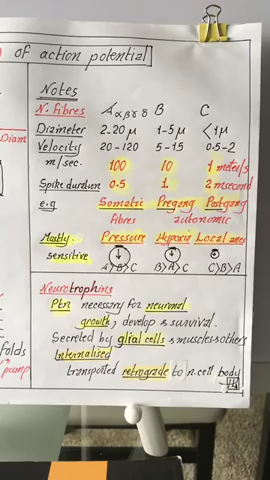 of action potential
Diam
Notes
N. fibres A α β γ δ B C
Diameter 2-20 μ 1-5 μ <1 μ
Velocity 20-120 5-15 0.5-2
m/sec. 100 10 1 meter/s
Spike duration 0.5 1 2 msecond
e.g Somatic Pregang Postgang
fibres autonomic
Mostly Pressure Hypoxia Local anes
sensitive A>B>C B>A>C C>B>A
Neurotrophins
Ptn necessary for neuronal
growth, develop & survival.
Secreted by glial cells & muscles & others
Internalised
folds
transported retrograde to n. cell body
pump